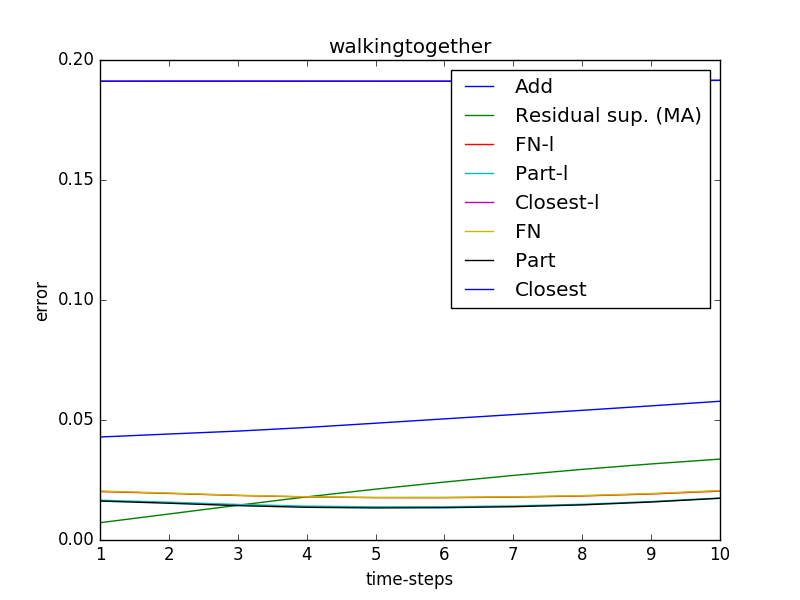 walkingtogether
0.20
0.15
0.10
0.05
0.00
error
Add
Residual sup. (MA)
FN-l
Part-l
Closest-l
FN
Part
Closest
1 2 3 4 5 6 7 8 9 10
time-steps